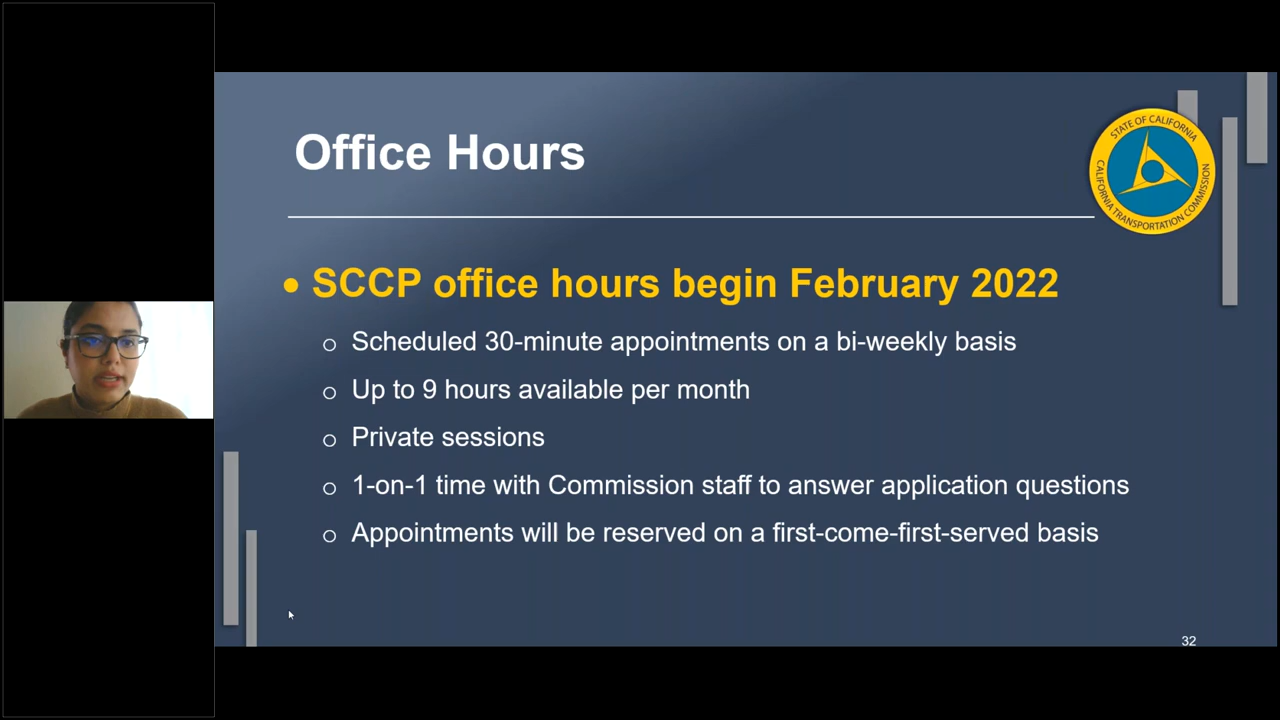 Office Hours
STATE OF CALIFORNIA
CALIFORNIA TRANSPORTATION COMMISSION
• SCCP office hours begin February 2022
o Scheduled 30-minute appointments on a bi-weekly basis
o Up to 9 hours available per month
o Private sessions
o 1-on-1 time with Commission staff to answer application questions
o Appointments will be reserved on a first-come-first-served basis
32